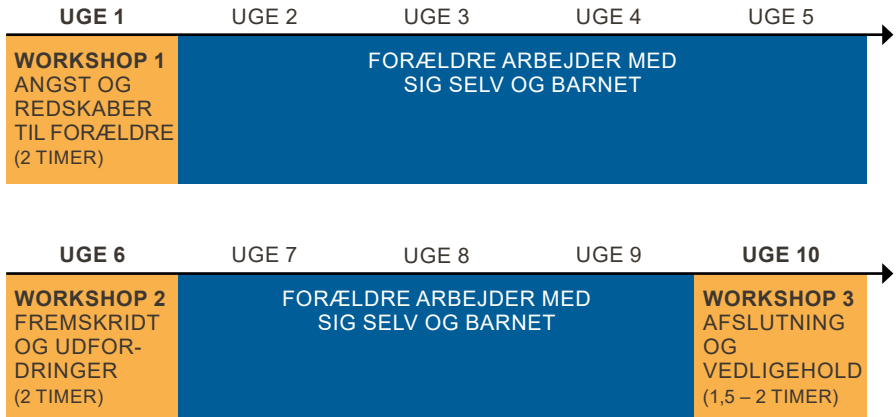 UGE 1 UGE 2 UGE 3 UGE 4 UGE 5
WORKSHOP 1
ANGST OG
REDSKABER
TIL FORÆLDRE
(2 TIMER)
FORÆLDRE ARBEJDER MED
SIG SELV OG BARNET
UGE 6 UGE 7 UGE 8 UGE 9 UGE 10
WORKSHOP 2
FREMSKRIDT
OG UDFOR-
DRINGER
(2 TIMER)
FORÆLDRE ARBEJDER MED
SIG SELV OG BARNET
WORKSHOP 3
AFSLUTNING
OG
VEDLIGEHOLD
(1,5 – 2 TIMER)